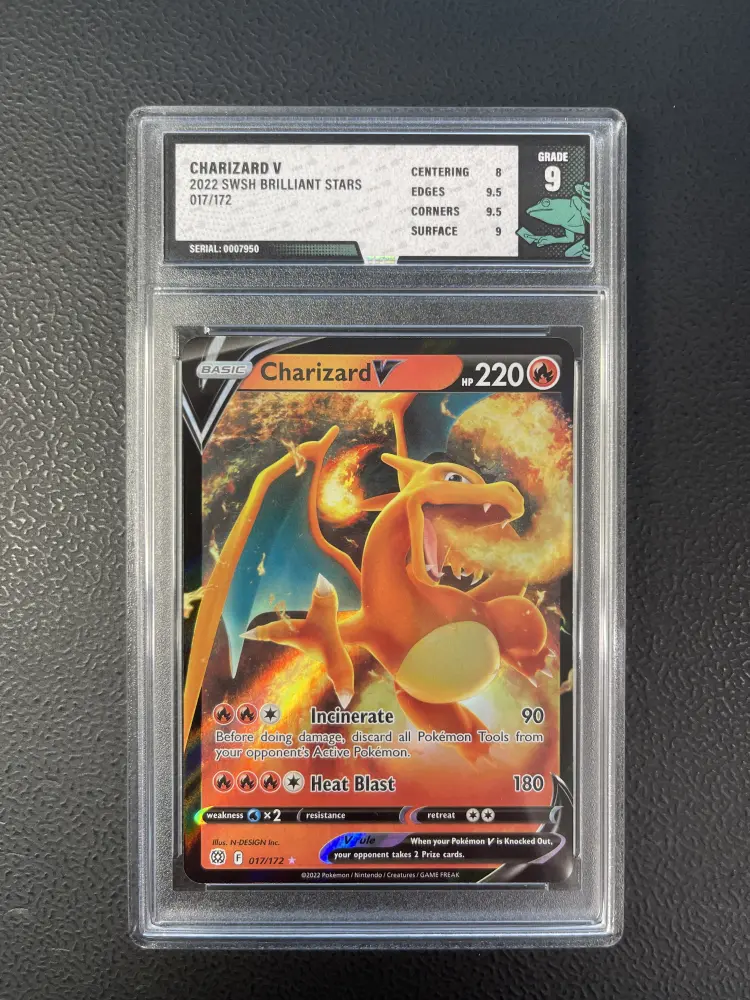 CHARIZARD V
2022 SWSH BRILLIANT STARS
017/172
SERIAL: 0007950
CENTERING 8
EDGES 9.5
CORNERS 9.5
SURFACE 9
GRADE
9
BASIC Charizard V HP 220
Incinerate 90
Before doing damage, discard all Pokémon Tools from
your opponent's Active Pokémon.
Heat Blast 180
weakness ×2 resistance retreat
Illus. N-DESIGN Inc.
V rule When your Pokémon V is Knocked Out,
your opponent takes 2 Prize cards.
F 017/172
©2022 Pokémon / Nintendo / Creatures / GAME FREAK